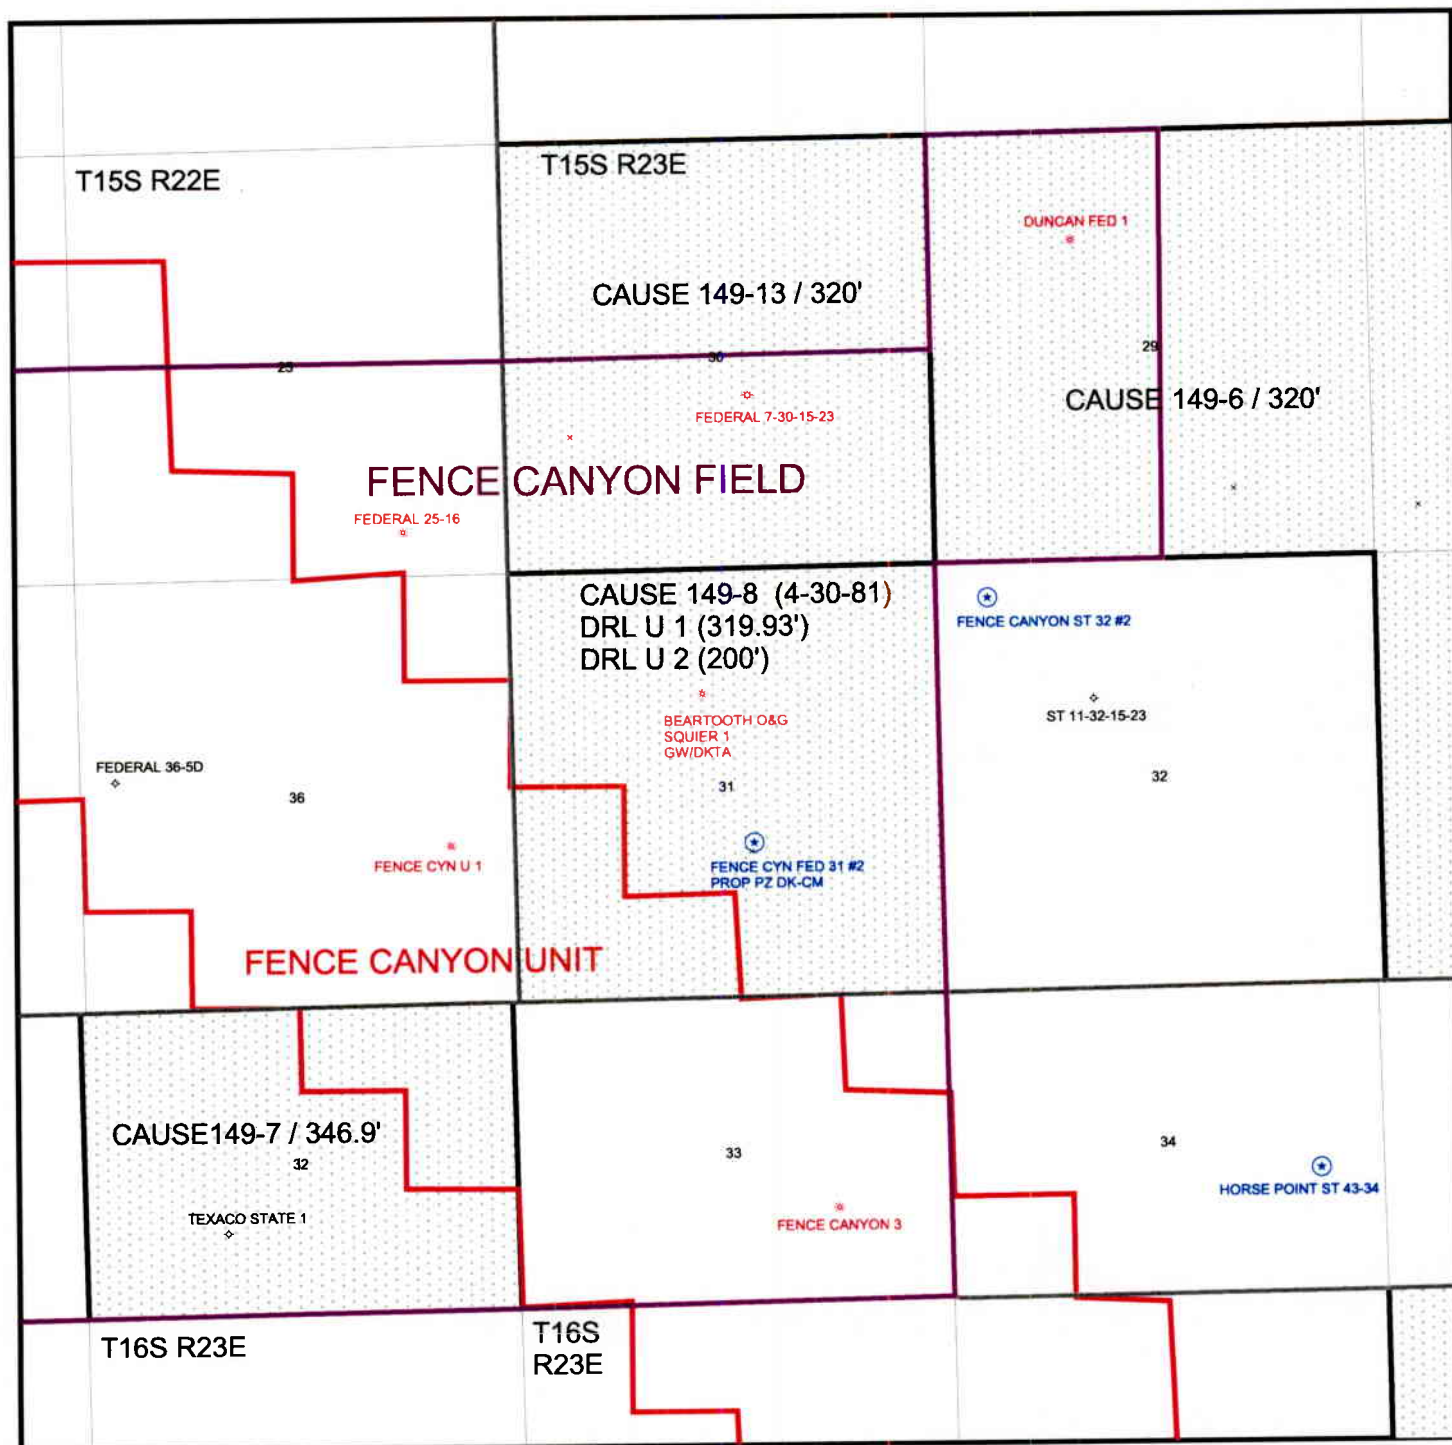 T15S R22E
T15S R23E
DUNCAN FED 1
CAUSE 149-13 / 320'
25
30
29
CAUSE 149-6 / 320'
FEDERAL 7-30-15-23
FENCE CANYON FIELD
FEDERAL 25-16
CAUSE 149-8 (4-30-81)
DRL U 1 (319.93')
DRL U 2 (200')
FENCE CANYON ST 32 #2
BEARTOOTH O&G
SQUIER 1
GW/DKTA
ST 11-32-15-23
FEDERAL 36-5D
36
31
32
FENCE CYN U 1
FENCE CYN FED 31 #2
PROP PZ DK-CM
FENCE CANYON UNIT
CAUSE149-7 / 346.9'
32
33
34
TEXACO STATE 1
FENCE CANYON 3
HORSE POINT ST 43-34
T16S R23E
T16S
R23E